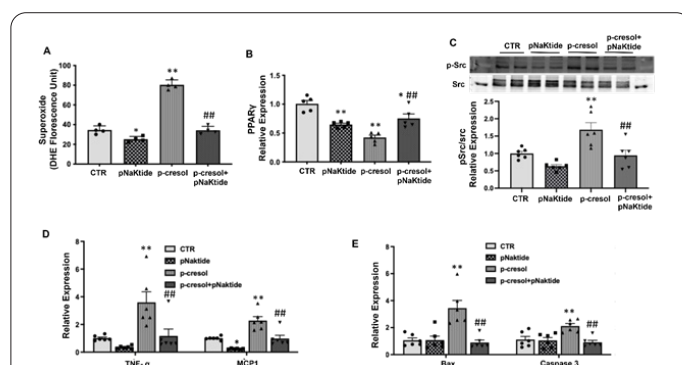 A
Superoxide
(DHE Florescence Unit)
100
80
60
40
20
0
*
**
##
CTR
pNaKtide
p-cresol
p-cresol+
pNaKtide
B
PPARγ
Relative Expression
1.5
1.0
0.5
0.0
**
**
* ##
CTR
pNaKtide
p-cresol
p-cresol+
pNaKtide
C
CTR
pNaKtide
p-cresol
p-cresol+
pNaKtide
p-Src
Src
pSrc/src
Relative Expression
2.5
2.0
1.5
1.0
0.5
0.0
**
##
CTR
pNaKtide
p-cresol
p-cresol+
pNaKtide
D
Relative Expression
8
6
4
2
0
CTR
pNaktide
p-cresol
p-cresol+pNaktide
**
##
*
**
##
TNF- α
MCP1
E
Relative Expression
8
6
4
2
0
CTR
pNaktide
p-cresol
p-cresol+pNaktide
**
##
**
##
Bax
Caspase 3